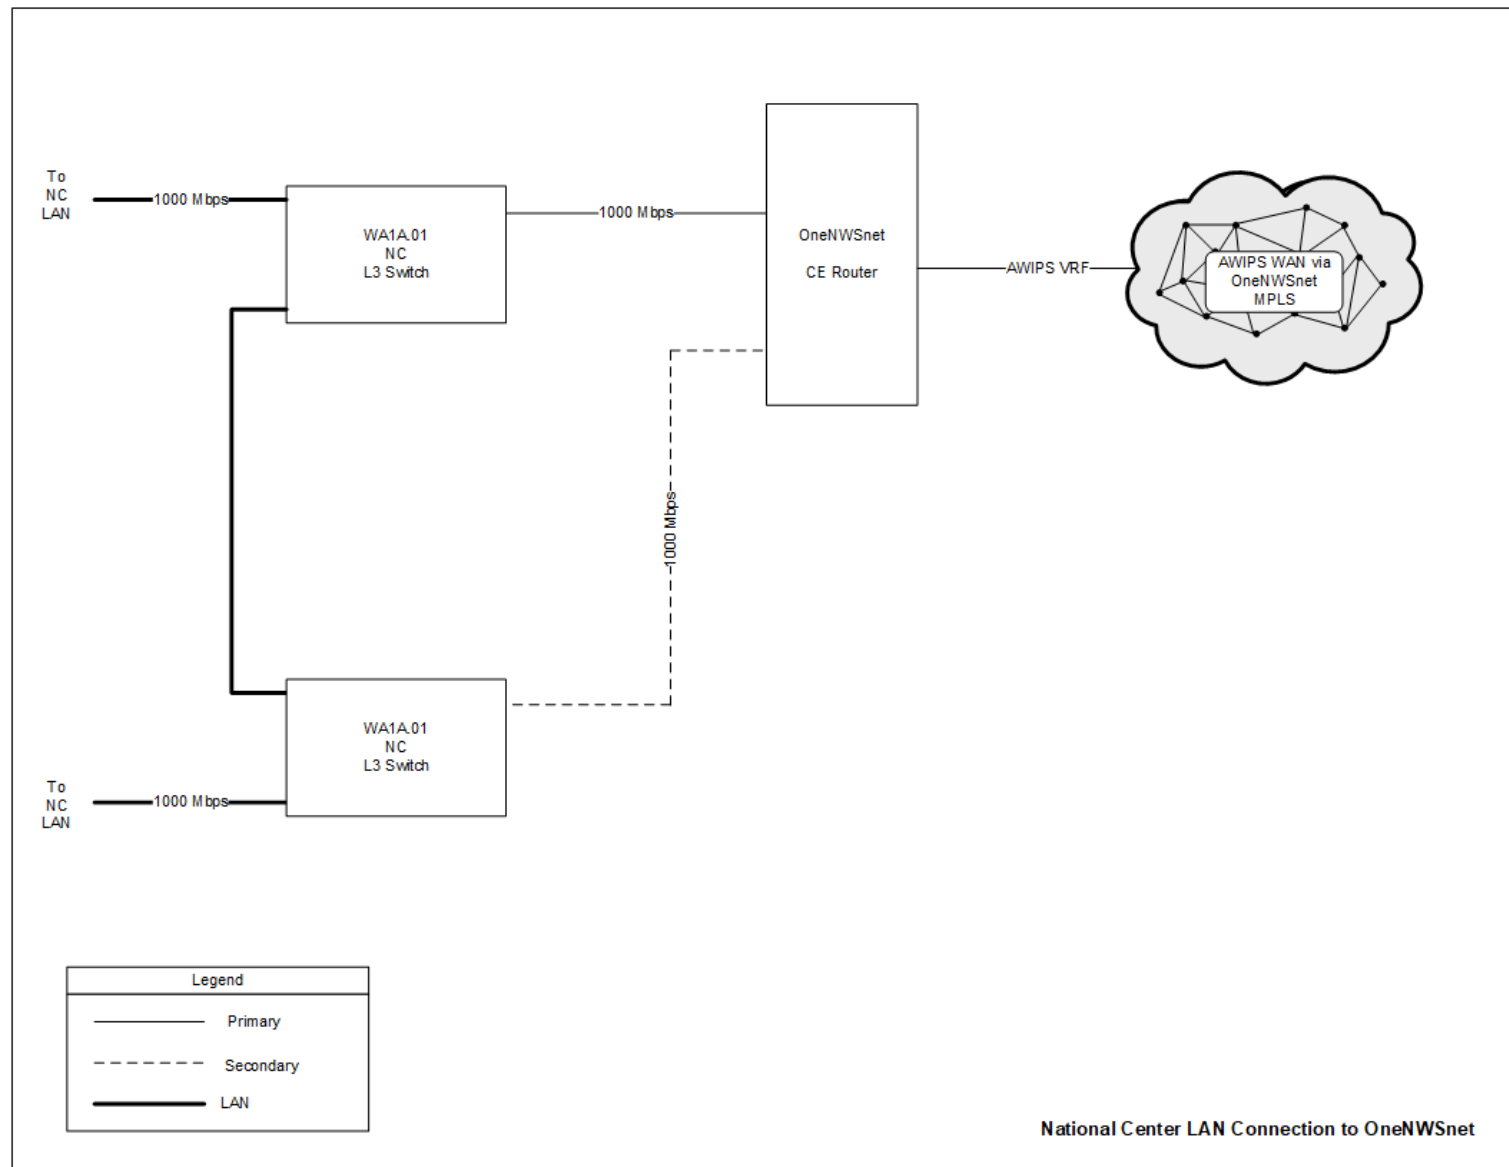 To
NC
LAN
1000 Mbps
WA1A.01
NC
L3 Switch
1000 Mbps
OneNWSnet
CE Router
AWIPS VRF
AWIPS WAN via
OneNWSnet
MPLS
1000 Mbps
WA1A.01
NC
L3 Switch
To
NC
LAN
1000 Mbps
Legend
Primary
Secondary
LAN
National Center LAN Connection to OneNWSnet